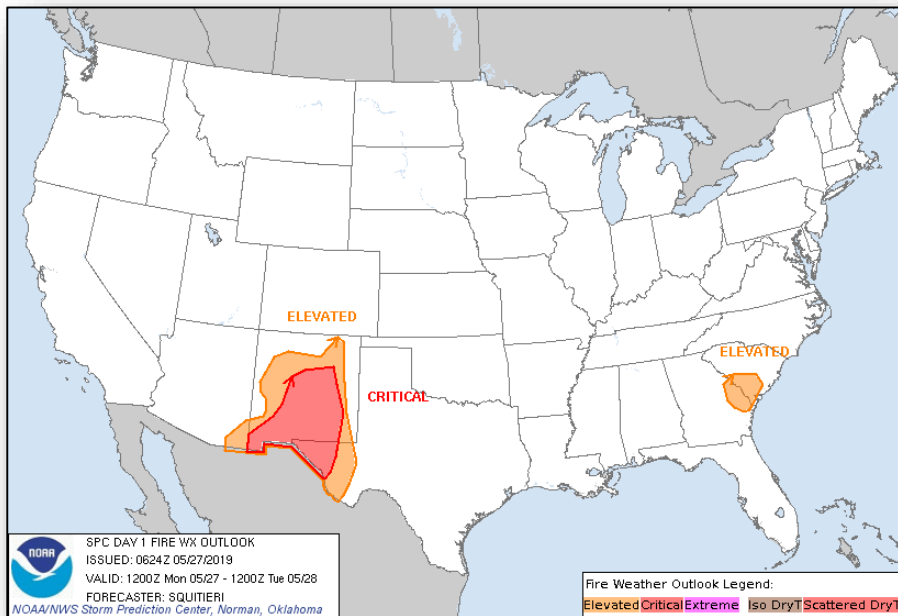 ELEVATED
ELEVATED
CRITICAL
NOAA
SPC DAY 1 FIRE WX OUTLOOK
ISSUED: 0624Z 05/27/2019
VALID: 1200Z Mon 05/27 - 1200Z Tue 05/28
FORECASTER: SQUITIERI
NOAA/NWS Storm Prediction Center, Norman, Oklahoma
Fire Weather Outlook Legend:
Elevated Critical Extreme Iso DryT Scattered DryT